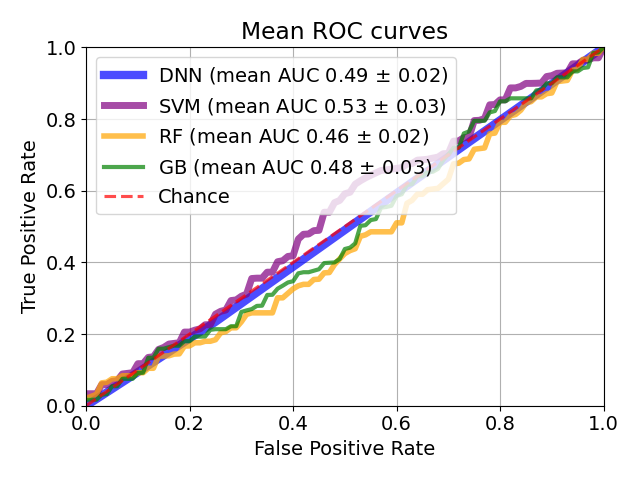 Mean ROC curves
1.0
0.8
0.6
0.4
0.2
0.0
True Positive Rate
DNN (mean AUC 0.49 ± 0.02)
SVM (mean AUC 0.53 ± 0.03)
RF (mean AUC 0.46 ± 0.02)
GB (mean AUC 0.48 ± 0.03)
Chance
0.0 0.2 0.4 0.6 0.8 1.0
False Positive Rate